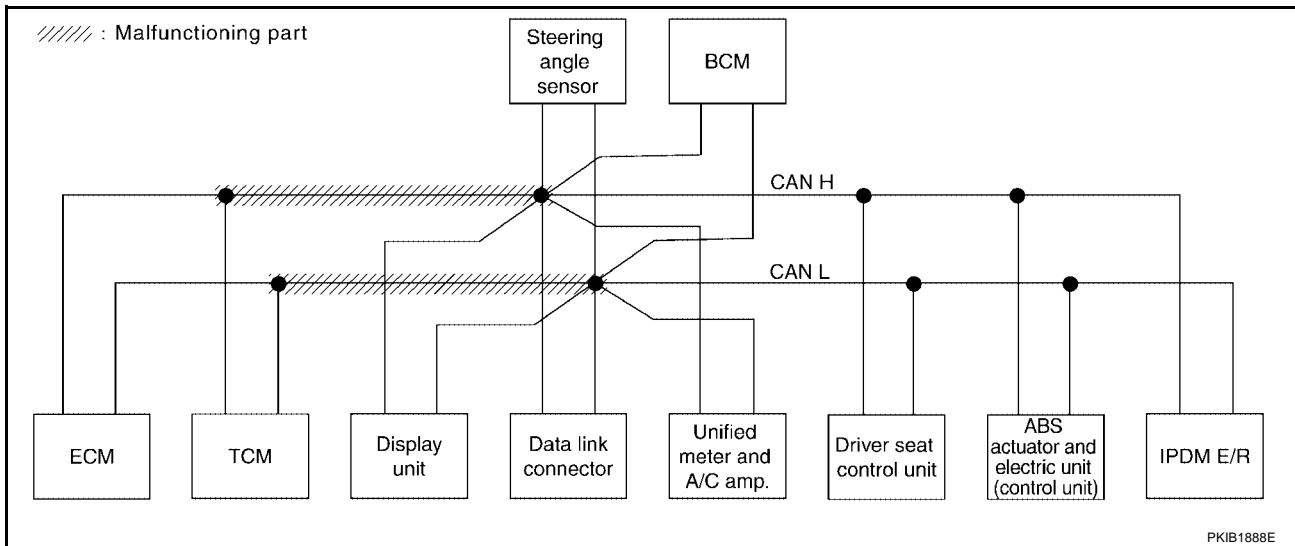 : Malfunctioning part
Steering
angle
sensor
BCM
CAN H
CAN L
ECM
TCM
Display
unit
Data link
connector
Unified
meter and
A/C amp.
Driver seat
control unit
ABS
actuator and
electric unit
(control unit)
IPDM E/R
PKIB1888E